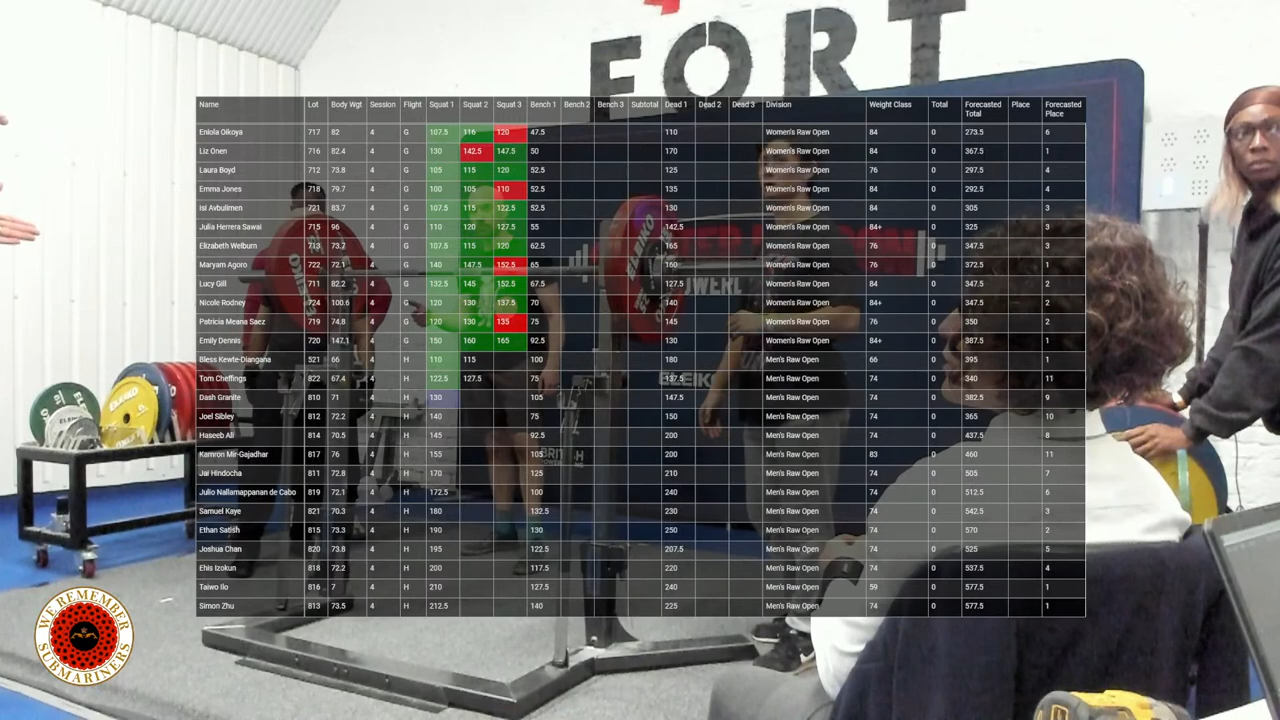 FORT
Name Lot Body Wgt Session Flight Squat 1 Squat 2 Squat 3 Bench 1 Bench 2 Bench 3 Subtotal Dead 1 Dead 2 Dead 3 Division Weight Class Total Forecasted Total Place Forecasted Place
Eniola Oikoya 717 82 4 G 107.5 116 120 47.5 110 Women's Raw Open 84 0 273.5 6
Liz Onen 716 82.4 4 G 130 142.5 147.5 50 170 Women's Raw Open 84 0 367.5 1
Laura Boyd 712 73.8 4 G 105 115 120 52.5 125 Women's Raw Open 76 0 297.5 4
Emma Jones 718 79.7 4 G 100 105 110 52.5 135 Women's Raw Open 84 0 292.5 4
Isi Avbulimen 721 83.7 4 G 107.5 115 122.5 52.5 130 Women's Raw Open 84 0 305 3
Julia Herrera Sawai 715 96 4 G 110 120 127.5 55 142.5 Women's Raw Open 84+ 0 325 3
Elizabeth Welburn 713 73.7 4 G 107.5 115 120 62.5 165 Women's Raw Open 76 0 347.5 3
Maryam Agoro 722 72.1 4 G 140 147.5 152.5 65 160 Women's Raw Open 76 0 372.5 1
Lucy Gill 711 82.2 4 G 132.5 145 152.5 67.5 127.5 Women's Raw Open 84 0 347.5 2
Nicole Rodney 724 100.6 4 G 120 130 137.5 70 140 Women's Raw Open 84+ 0 347.5 2
Patricia Meana Saez 719 74.8 4 G 120 130 135 75 145 Women's Raw Open 76 0 350 2
Emily Dennis 720 147.1 4 G 150 160 165 92.5 130 Women's Raw Open 84+ 0 387.5 1
Bless Kewte-Diangana 521 66 4 H 110 115 100 180 Men's Raw Open 66 0 395 1
Tom Cheffings 822 67.4 4 H 122.5 127.5 75 137.5 Men's Raw Open 74 0 340 11
Dash Granite 810 71 4 H 130 105 147.5 Men's Raw Open 74 0 382.5 9
Joel Sibley 812 72.2 4 H 140 75 150 Men's Raw Open 74 0 365 10
Haseeb Ali 814 70.5 4 H 145 92.5 200 Men's Raw Open 74 0 437.5 8
Kamron Mir-Gajadhar 817 76 4 H 155 105 200 Men's Raw Open 83 0 460 11
Jai Hindocha 811 72.8 4 H 170 125 210 Men's Raw Open 74 0 505 7
Julio Nallamappanan de Cabo 819 72.1 4 H 172.5 100 240 Men's Raw Open 74 0 512.5 6
Samuel Kaye 821 70.3 4 H 180 132.5 230 Men's Raw Open 74 0 542.5 3
Ethan Satish 815 73.3 4 H 190 130 250 Men's Raw Open 74 0 570 2
Joshua Chan 820 73.8 4 H 195 122.5 207.5 Men's Raw Open 74 0 525 5
Ehis Izokun 818 72.2 4 H 200 117.5 220 Men's Raw Open 74 0 537.5 4
Taiwo Ilo 816 7 4 H 210 127.5 240 Men's Raw Open 59 0 577.5 1
Simon Zhu 813 73.5 4 H 212.5 140 225 Men's Raw Open 74 0 577.5 1
ELEIKO
ELEIKO
ELEIKO
WE REMEMBER
SUBMARINERS